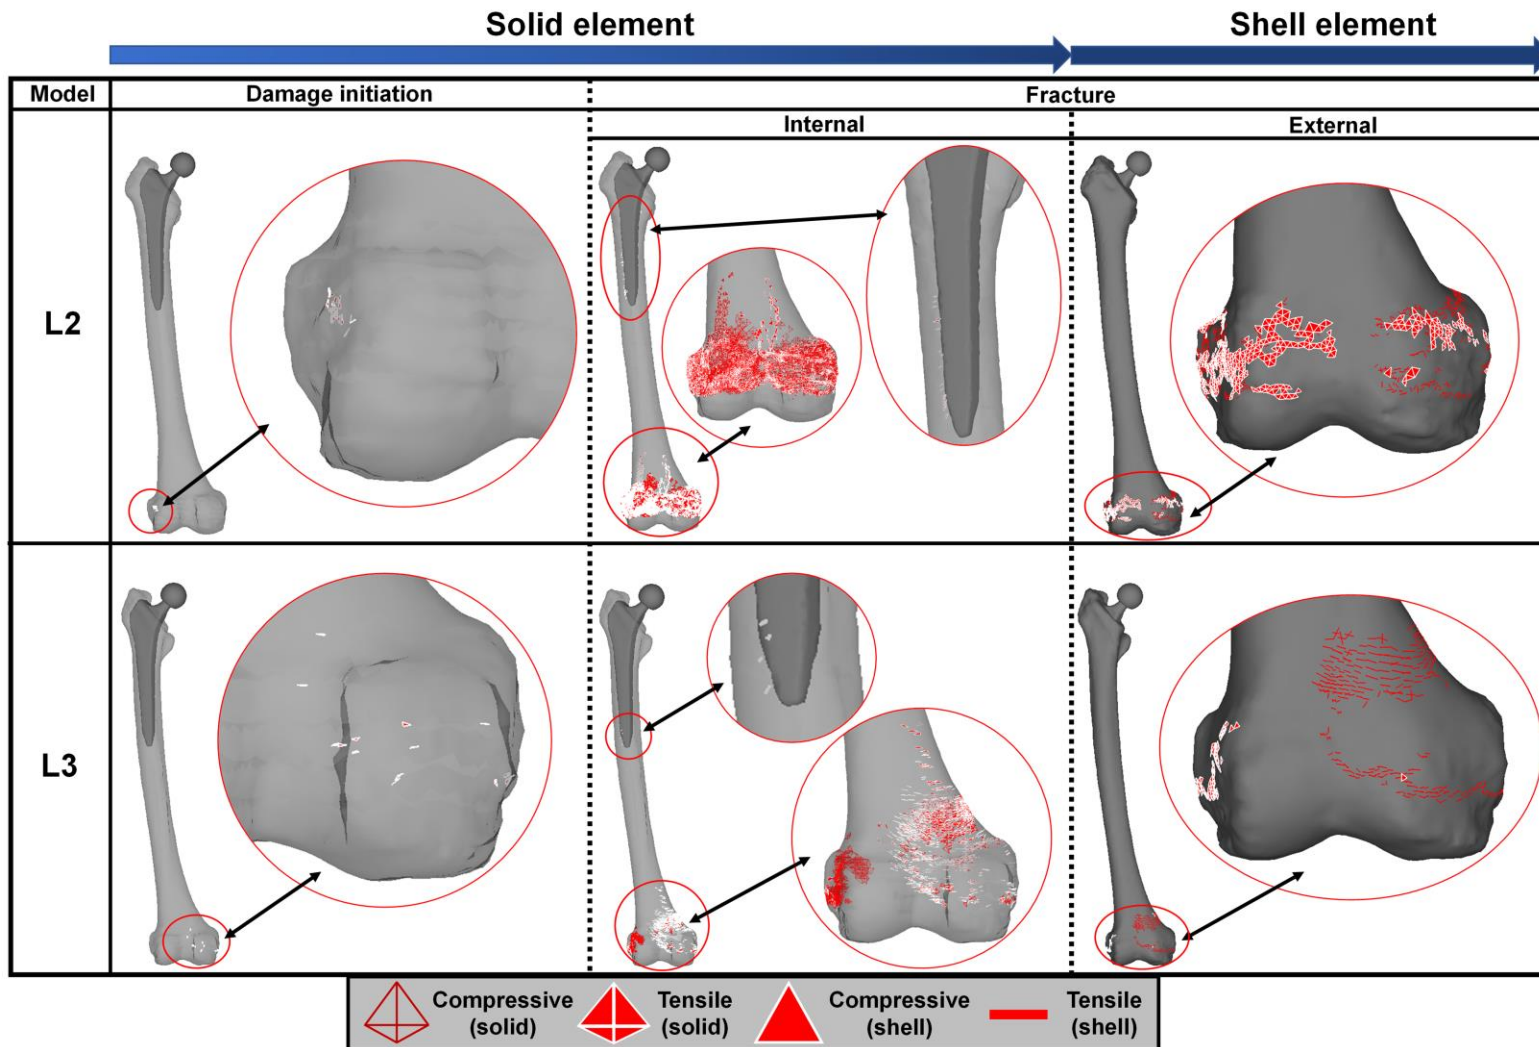 Solid element
Shell element
Model
Damage initiation
Fracture
Internal
External
L2
L3
Compressive
(solid)
Tensile
(solid)
Compressive
(shell)
Tensile
(shell)